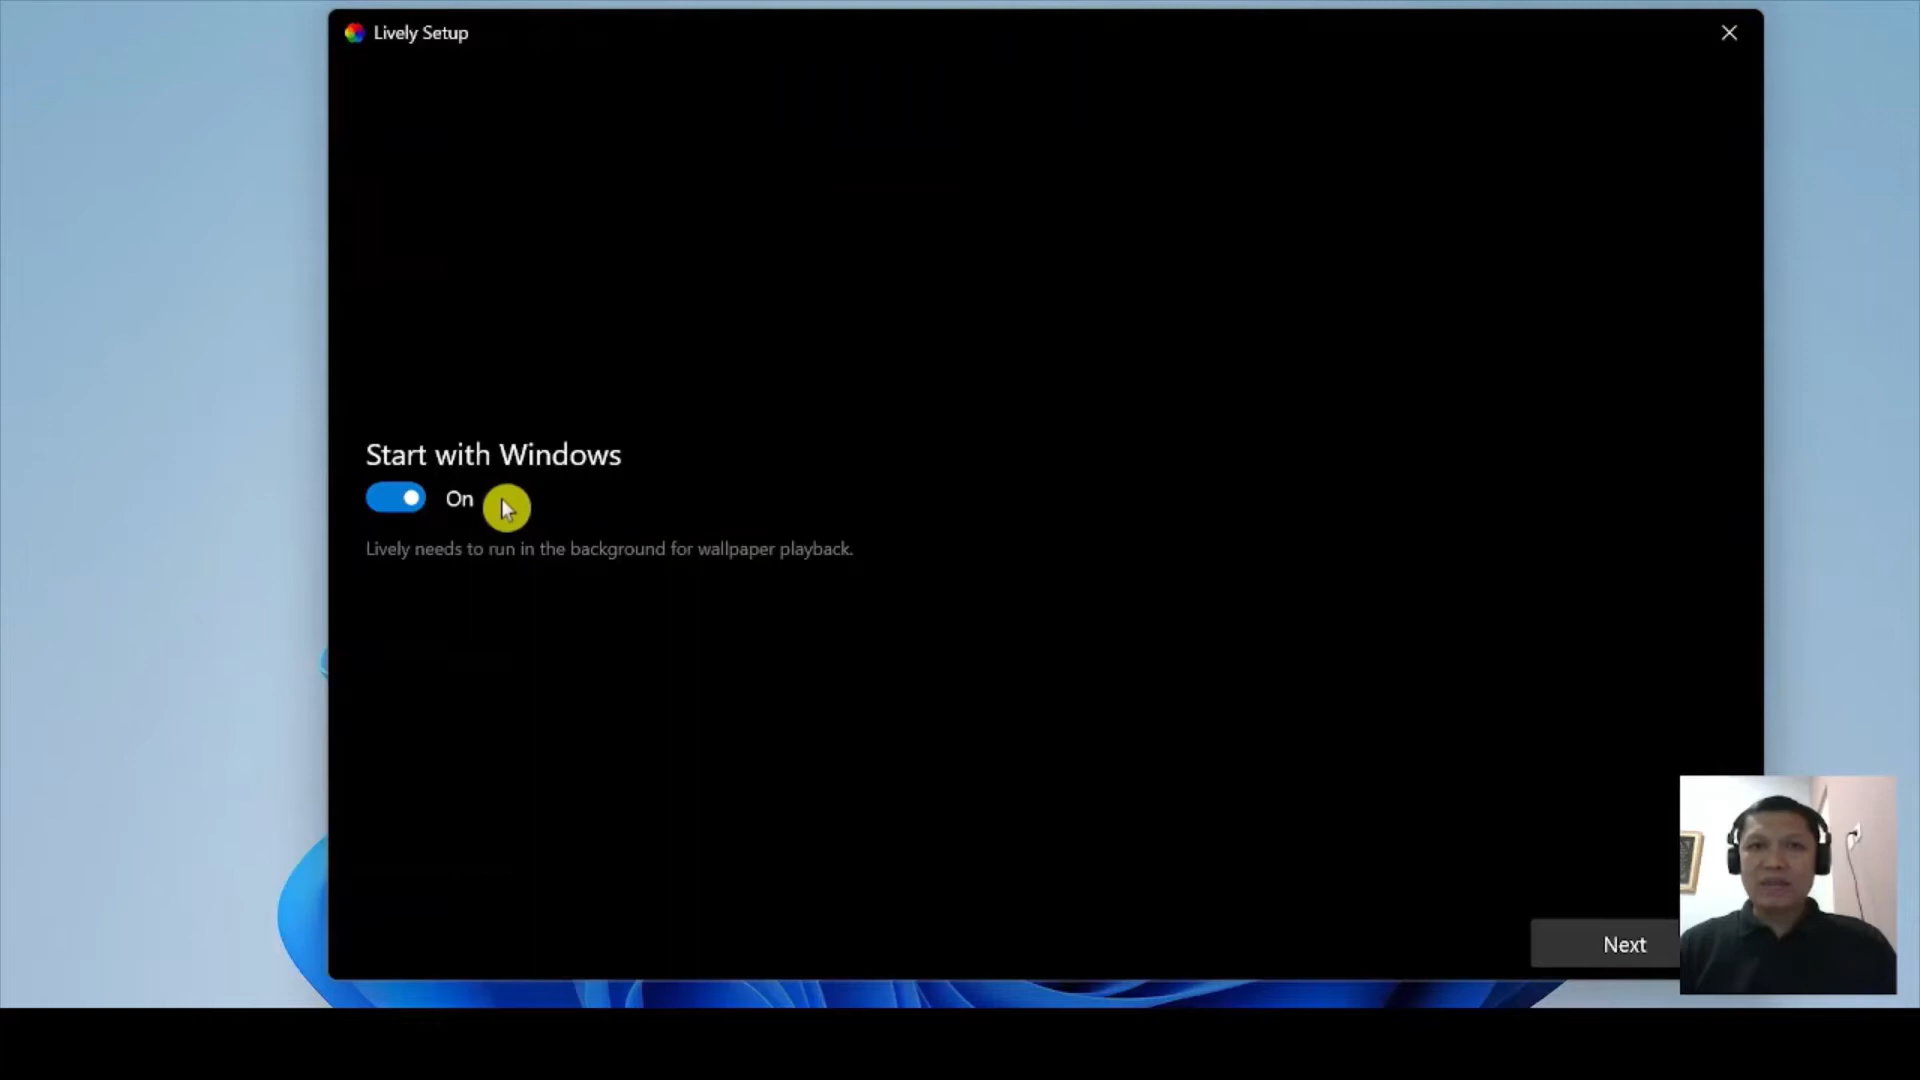 Lively Setup
Start with Windows
On
Lively needs to run in the background for wallpaper playback.
Next